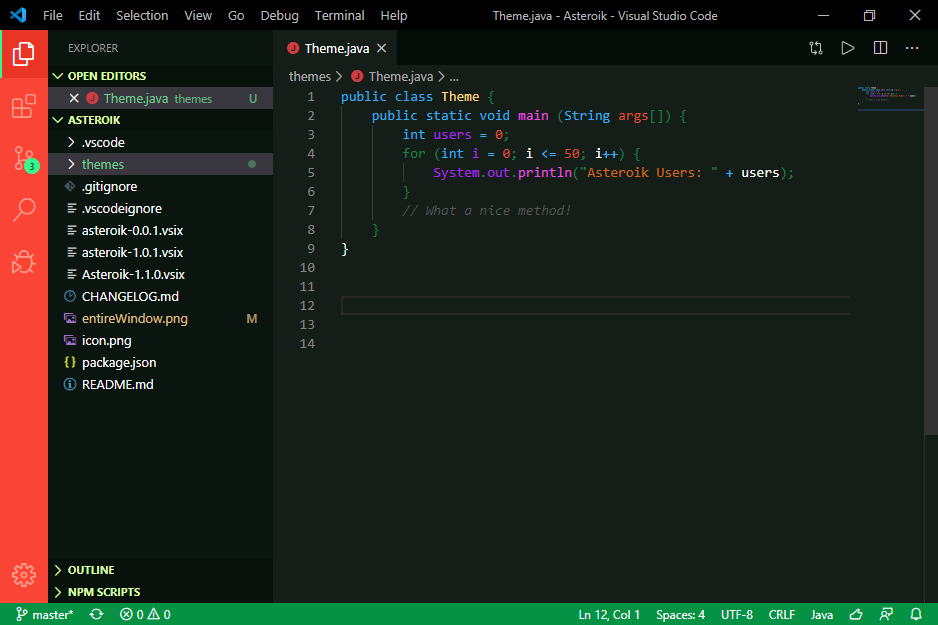 File Edit Selection View Go Debug Terminal Help Theme.java - Asteroik - Visual Studio Code
EXPLORER
OPEN EDITORS
Theme.java themes U
ASTEROIK
.vscode
themes
.gitignore
.vscodeignore
asteroik-0.0.1.vsix
asteroik-1.0.1.vsix
Asteroik-1.1.0.vsix
CHANGELOG.md
entireWindow.png M
icon.png
package.json
README.md
OUTLINE
NPM SCRIPTS
3
Theme.java
themes > Theme.java > ...
1 public class Theme {
2     public static void main (String args[]) {
3         int users = 0;
4         for (int i = 0; i <= 50; i++) {
5             System.out.println("Asteroik Users: " + users);
6         }
7         // What a nice method!
8     }
9 }
10
11
12
13
14
master* 0 0 Ln 12, Col 1 Spaces: 4 UTF-8 CRLF Java